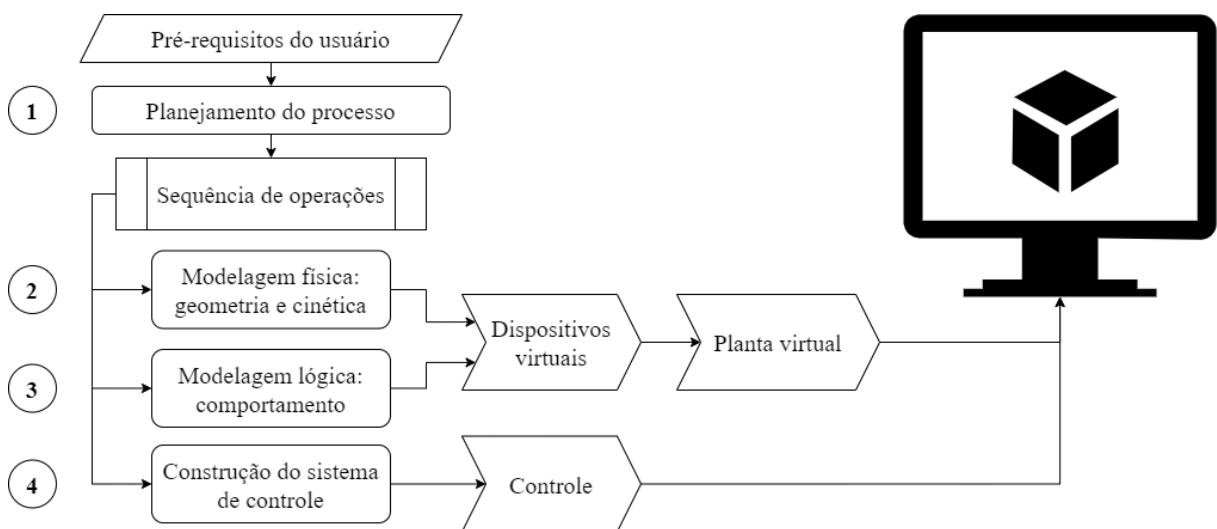 Pré-requisitos do usuário
1
Planejamento do processo
Sequência de operações
2
Modelagem física:
geometria e cinética
Dispositivos
virtuais
Planta virtual
3
Modelagem lógica:
comportamento
4
Construção do sistema
de controle
Controle